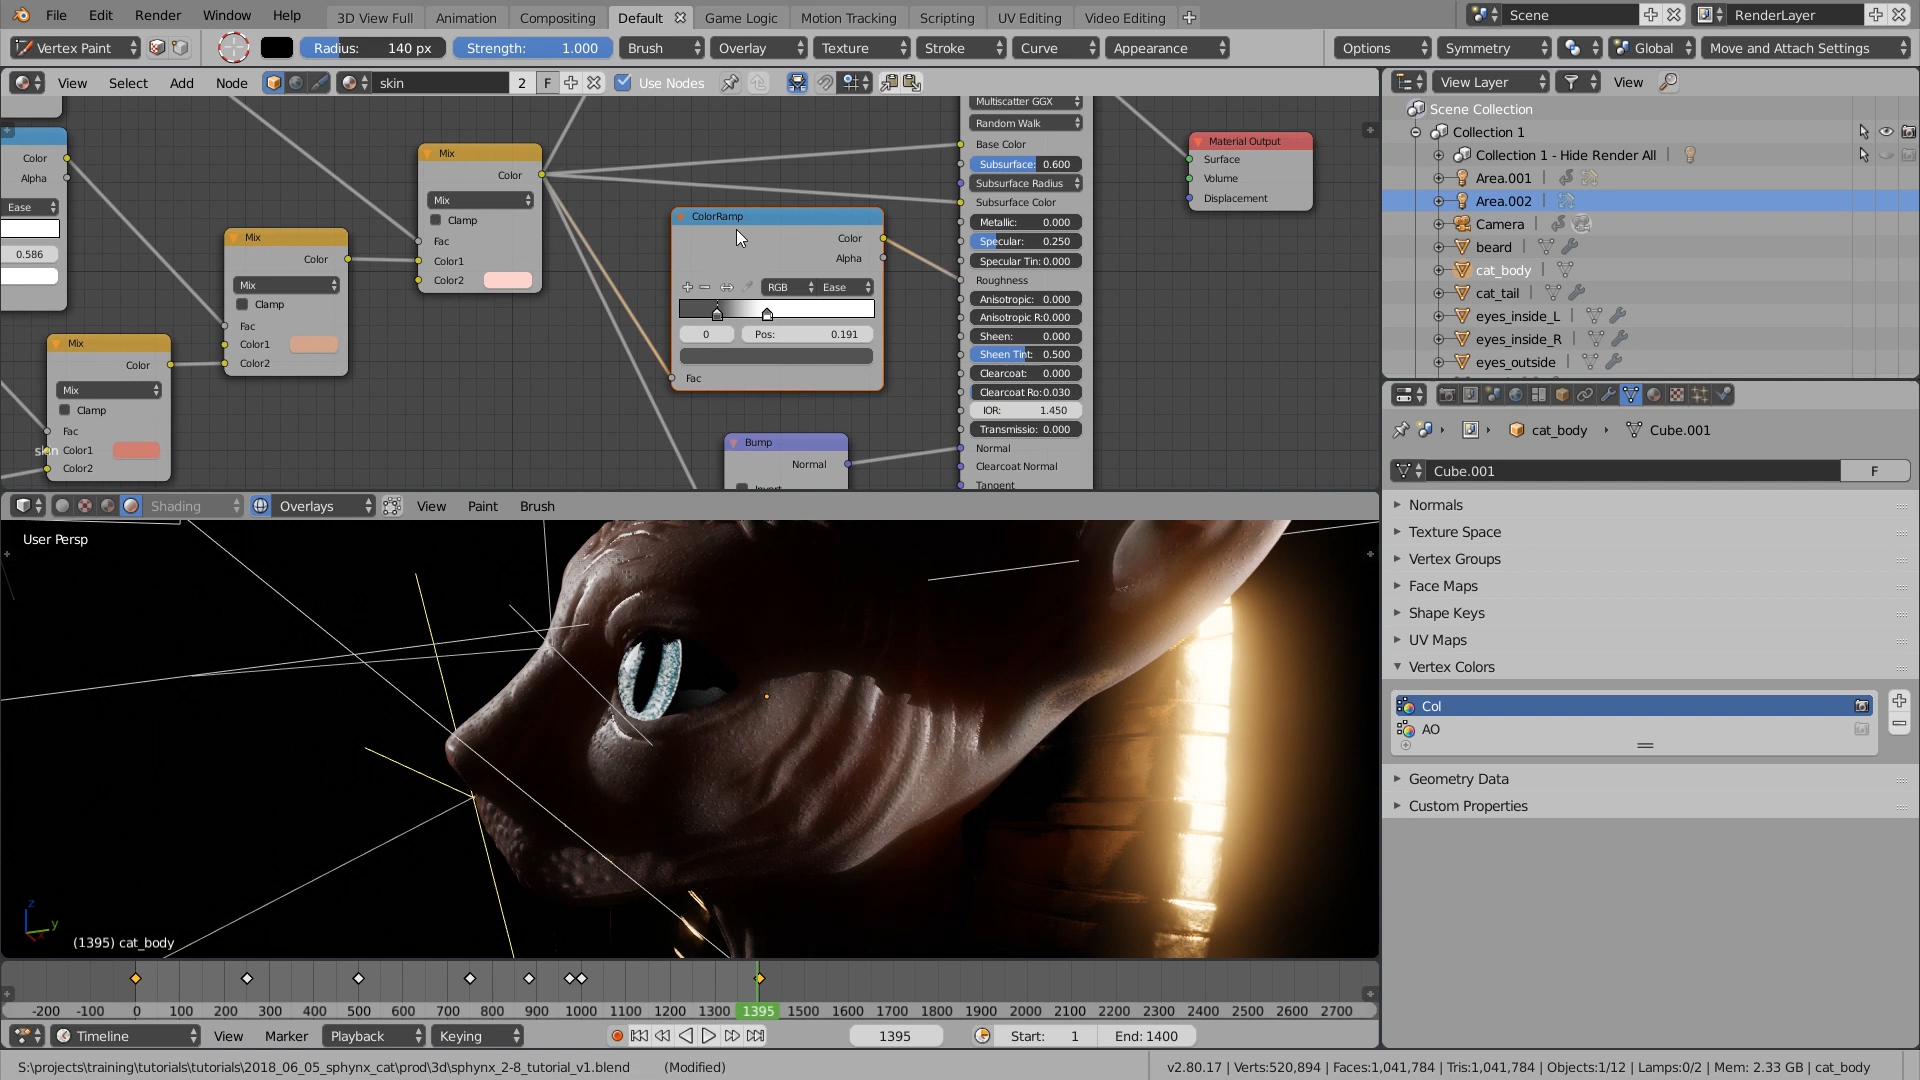 File Edit Render Window Help 3D View Full Animation Compositing Default Game Logic Motion Tracking Scripting UV Editing Video Editing Scene RenderLayer
Vertex Paint Radius: 140 px Strength: 1.000 Brush Overlay Texture Stroke Curve Appearance Options Symmetry Global Move and Attach Settings
View Select Add Node skin 2 F Use Nodes
Color
Alpha
Ease
0.586
Mix
Color
Mix
Clamp
Fac
Color1
Color2
skin
Mix
Color
Mix
Clamp
Fac
Color1
Color2
Mix
Color
Mix
Clamp
Fac
Color1
Color2
ColorRamp
Color
Alpha
RGB Ease
0 Pos: 0.191
Fac
Bump
Normal
Invert
Multiscatter GGX
Random Walk
Base Color
Subsurface: 0.600
Subsurface Radius
Subsurface Color
Metallic: 0.000
Specular: 0.250
Specular Tin: 0.000
Roughness
Anisotropic: 0.000
Anisotropic R:0.000
Sheen: 0.000
Sheen Tint: 0.500
Clearcoat: 0.000
Clearcoat Ro:0.030
IOR: 1.450
Transmissio: 0.000
Normal
Clearcoat Normal
Tangent
Material Output
Surface
Volume
Displacement
Shading Overlays View Paint Brush
User Persp
z
y
(1395) cat_body
-200 -100 0 100 200 300 400 500 600 700 800 900 1000 1100 1200 1300 1395 1500 1600 1700 1800 1900 2000 2100 2200 2300 2400 2500 2600 2700
Timeline View Marker Playback Keying 1395 Start: 1 End: 1400
View Layer View
Scene Collection
Collection 1
Collection 1 - Hide Render All
Area.001
Area.002
Camera
beard
cat_body
cat_tail
eyes_inside_L
eyes_inside_R
eyes_outside
cat_body Cube.001
Cube.001 F
Normals
Texture Space
Vertex Groups
Face Maps
Shape Keys
UV Maps
Vertex Colors
Col
AO
Geometry Data
Custom Properties
S:\projects\training\tutorials\tutorials\2018_06_05_sphynx_cat\prod\3d\sphynx_2-8_tutorial_v1.blend (Modified) v2.80.17 | Verts:520,894 | Faces:1,041,784 | Tris:1,041,784 | Objects:1/12 | Lamps:0/2 | Mem: 2.33 GB | cat_body